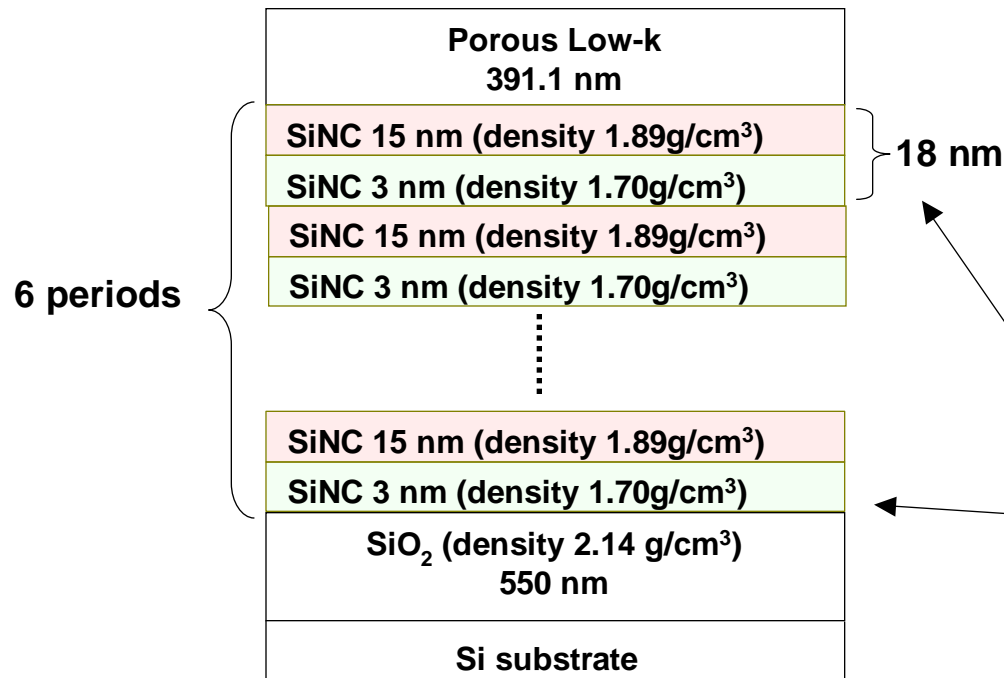 Porous Low-k
391.1 nm
SiNC 15 nm (density 1.89g/cm³)
18 nm
SiNC 3 nm (density 1.70g/cm³)
SiNC 15 nm (density 1.89g/cm³)
SiNC 3 nm (density 1.70g/cm³)
6 periods
SiNC 15 nm (density 1.89g/cm³)
SiNC 3 nm (density 1.70g/cm³)
SiO₂ (density 2.14 g/cm³)
550 nm
Si substrate